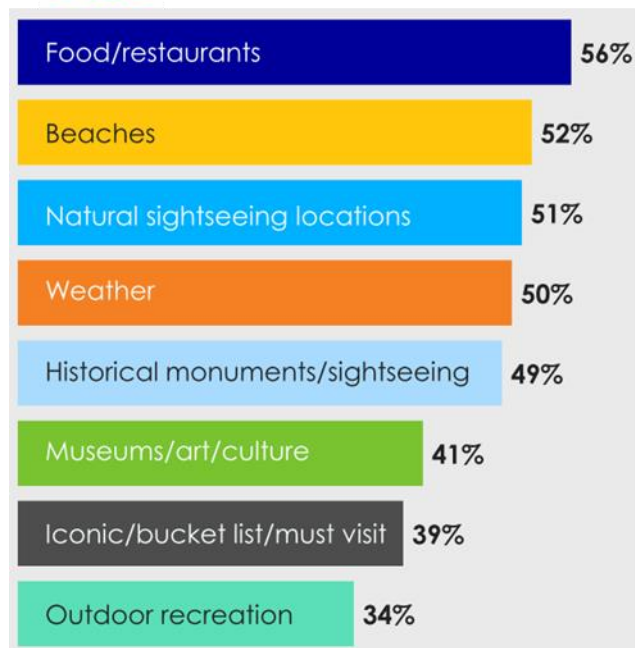 Food/restaurants 56%
Beaches 52%
Natural sightseeing locations 51%
Weather 50%
Historical monuments/sightseeing 49%
Museums/art/culture 41%
Iconic/bucket list/must visit 39%
Outdoor recreation 34%